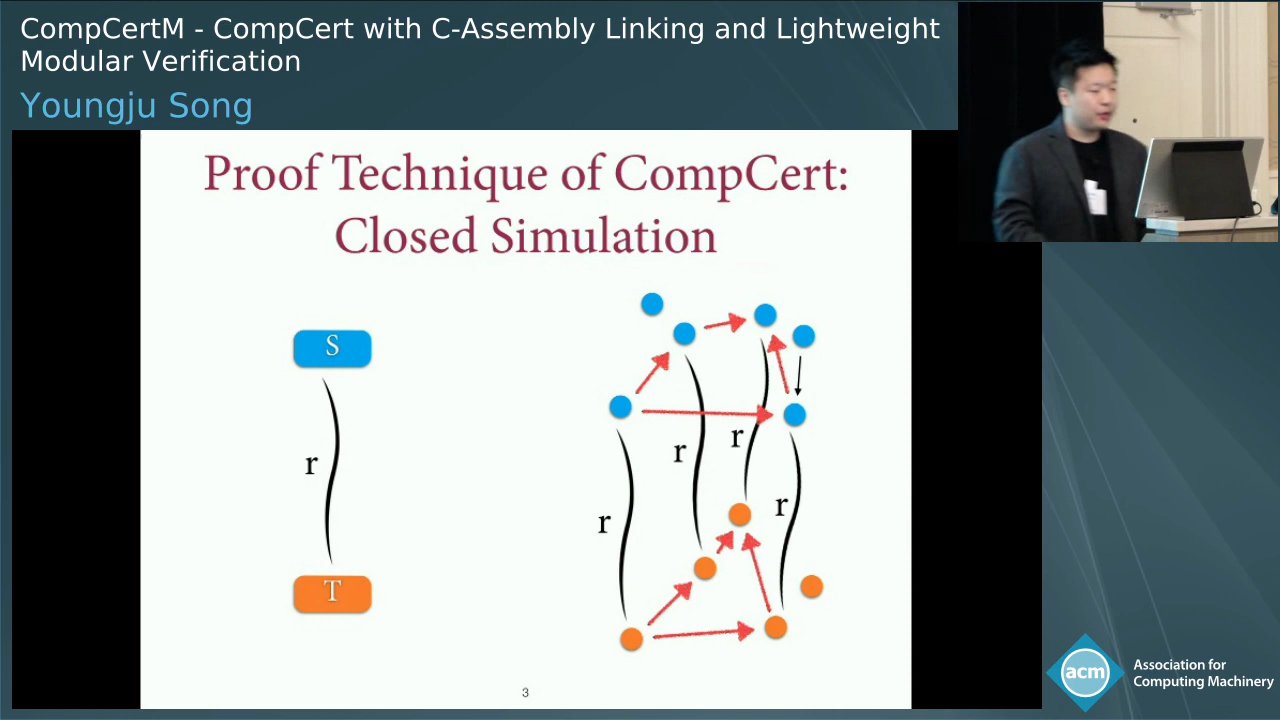 CompCertM - CompCert with C-Assembly Linking and Lightweight
Modular Verification
Youngju Song
Proof Technique of CompCert:
Closed Simulation
S
r
T
r
r
r
r
3
acm
Association for
Computing Machinery